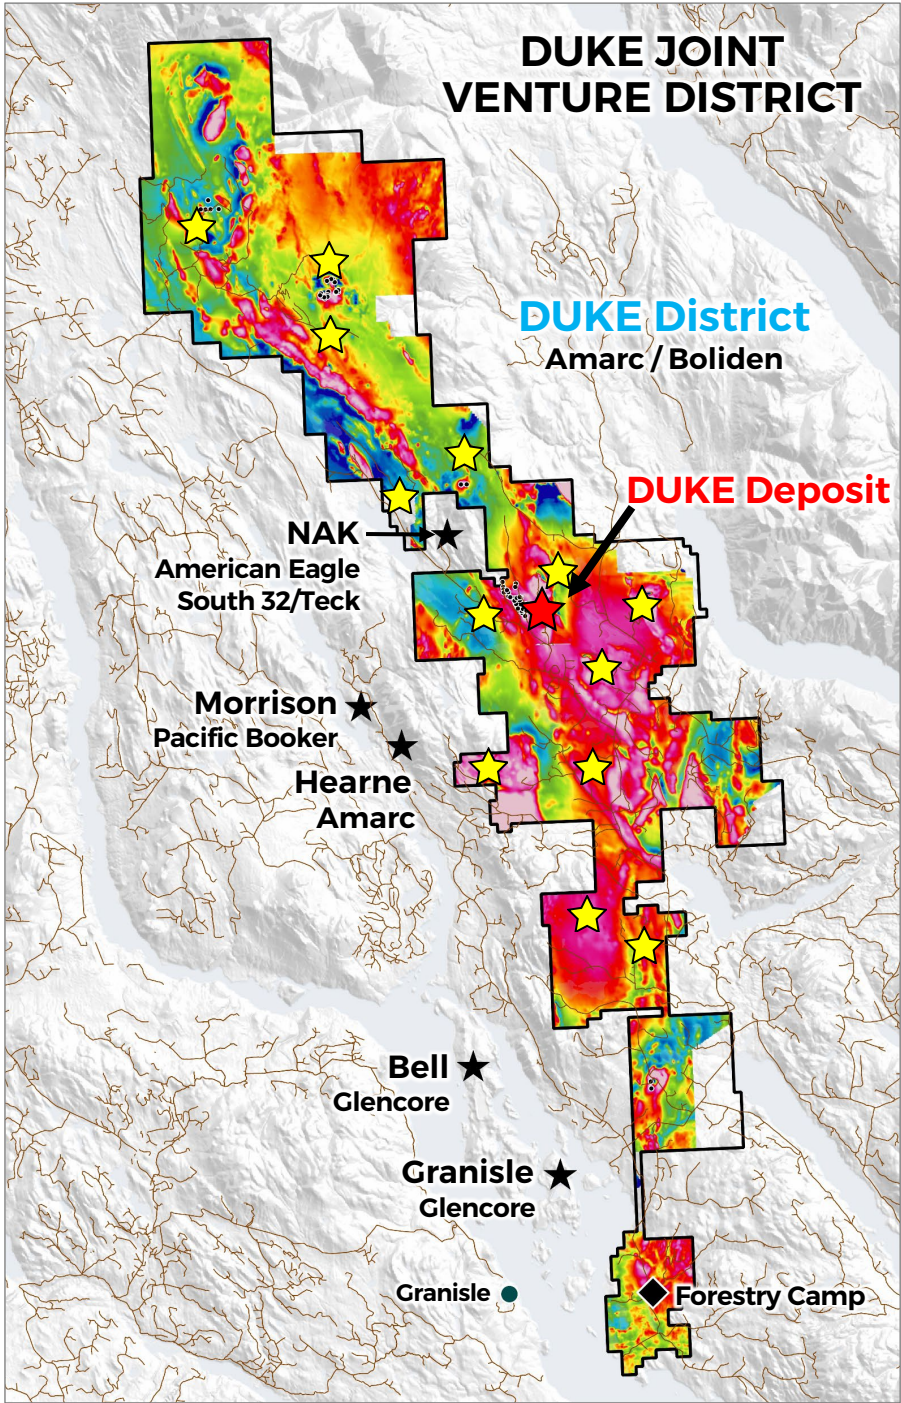 DUKE JOINT
VENTURE DISTRICT
DUKE District
Amarc / Boliden
DUKE Deposit
NAK
American Eagle
South 32/Teck
Morrison
Pacific Booker
Hearne
Amarc
Bell
Glencore
Granisle
Glencore
Granisle
Forestry Camp